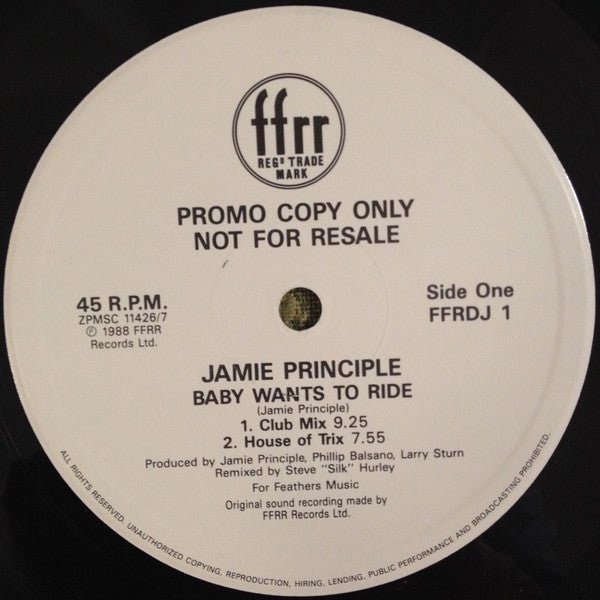 ffrr
REGD TRADE
MARK
PROMO COPY ONLY
NOT FOR RESALE
45 R.P.M.
ZPMSC 11426/7
℗ 1988 FFRR
Records Ltd.
Side One
FFRDJ 1
JAMIE PRINCIPLE
BABY WANTS TO RIDE
(Jamie Principle)
1. Club Mix 9.25
2. House of Trix 7.55
Produced by Jamie Principle, Phillip Balsano, Larry Sturn
Remixed by Steve "Silk" Hurley
For Feathers Music
Original sound recording made by
FFRR Records Ltd.
ALL RIGHTS RESERVED. UNAUTHORIZED COPYING, REPRODUCTION, HIRING, LENDING, PUBLIC PERFORMANCE AND BROADCASTING PROHIBITED.